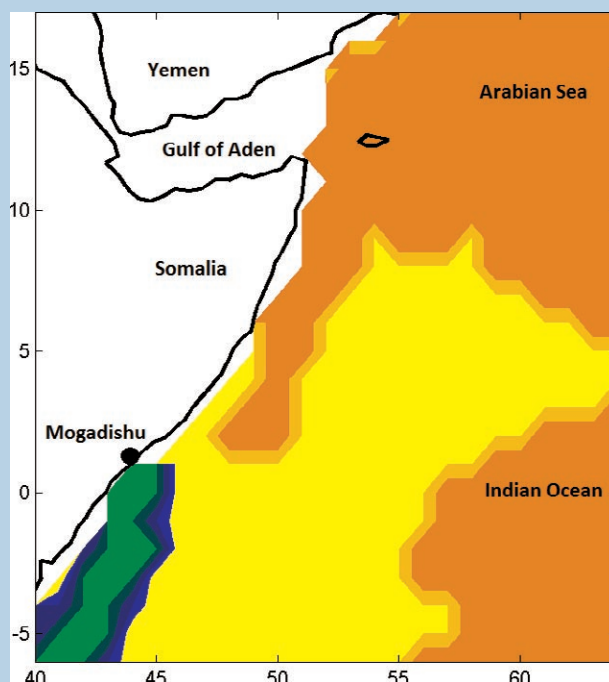 15
Yemen
Arabian Sea
Gulf of Aden
10
Somalia
5
Mogadishu
0
Indian Ocean
-5
40 45 50 55 60